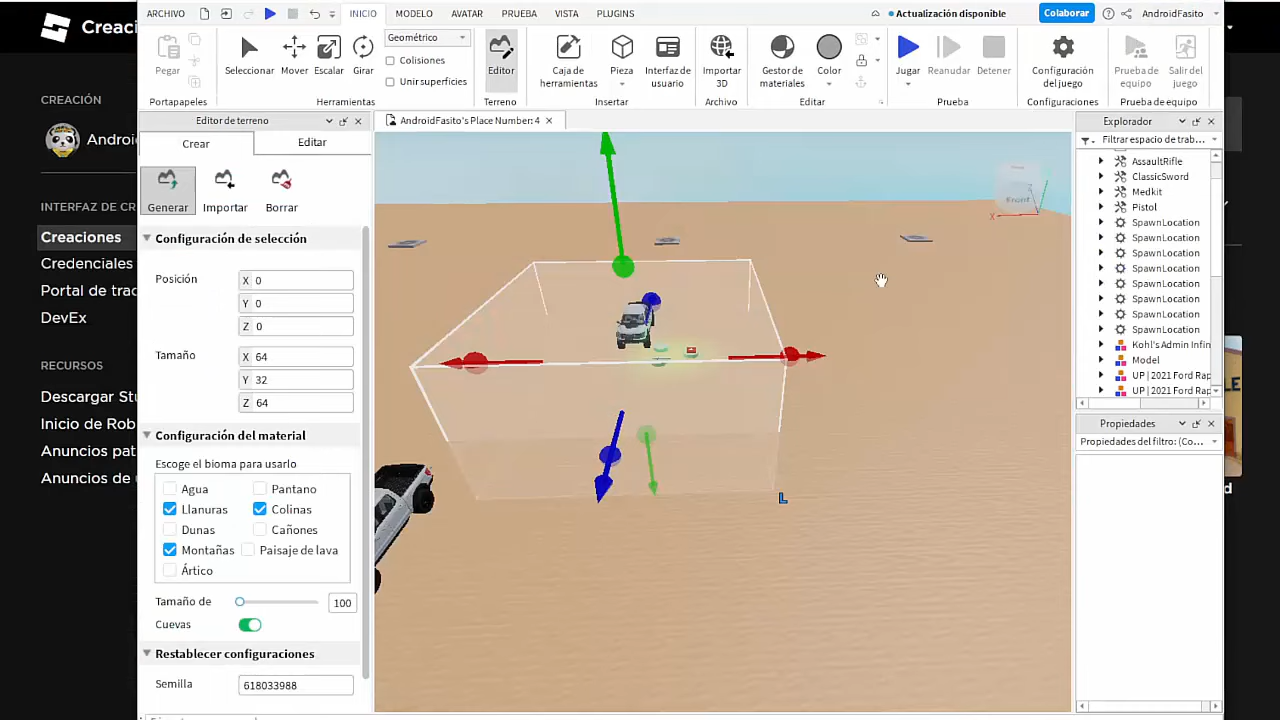 Creaci
ARCHIVO
INICIO
MODELO
AVATAR
PRUEBA
VISTA
PLUGINS
Actualización disponible
Colaborar
AndroidFasito
Pegar
Seleccionar
Mover
Escalar
Girar
Geométrico
Colisiones
Unir superficies
Editor
Caja de
herramientas
Pieza
Interfaz de
usuario
Importar
3D
Gestor de
materiales
Color
Jugar
Reanudar
Detener
Configuración
del juego
Prueba de
equipo
Salir del
juego
Portapapeles
Herramientas
Terreno
Insertar
Archivo
Editar
Prueba
Configuraciones
Prueba de equipo
CREACIÓN
Androi
INTERFAZ DE CR
Creaciones
Credenciales
Portal de trac
DevEx
RECURSOS
Descargar Stu
Inicio de Rob
Anuncios pat
Anuncios de
Editor de terreno
Crear
Editar
Generar
Importar
Borrar
Configuración de selección
Posición
X 0
Y 0
Z 0
Tamaño
X 64
Y 32
Z 64
Configuración del material
Escoge el bioma para usarlo
Agua
Pantano
Llanuras
Colinas
Dunas
Cañones
Montañas
Paisaje de lava
Ártico
Tamaño de
100
Cuevas
Restablecer configuraciones
Semilla
618033988
AndroidFasito's Place Number: 4
Front
X
Z
L
Explorador
Filtrar espacio de trab...
AssaultRifle
ClassicSword
Medkit
Pistol
SpawnLocation
SpawnLocation
SpawnLocation
SpawnLocation
SpawnLocation
SpawnLocation
SpawnLocation
SpawnLocation
Kohl's Admin Infin
Model
UP | 2021 Ford Rap
UP | 2021 Ford Rap
Propiedades
Propiedades del filtro: (Co...
LE
d